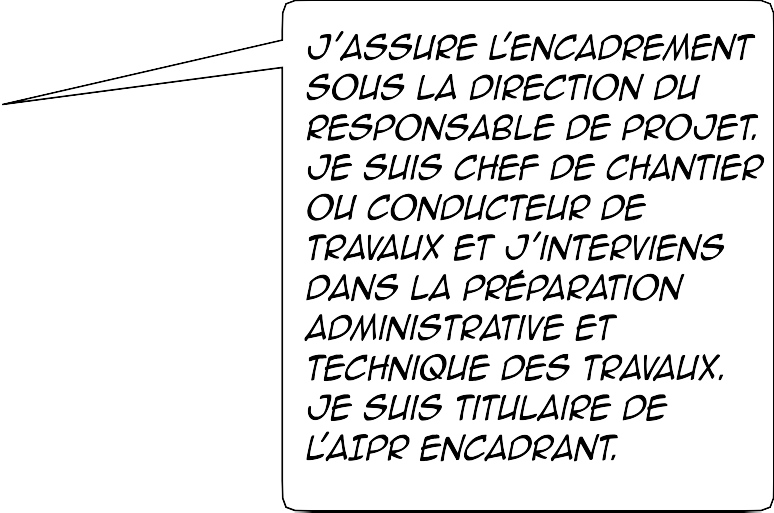 J'ASSURE L'ENCADREMENT
SOUS LA DIRECTION DU
RESPONSABLE DE PROJET.
JE SUIS CHEF DE CHANTIER
OU CONDUCTEUR DE
TRAVAUX ET J'INTERVIENS
DANS LA PRÉPARATION
ADMINISTRATIVE ET
TECHNIQUE DES TRAVAUX.
JE SUIS TITULAIRE DE
L'AIPR ENCADRANT.